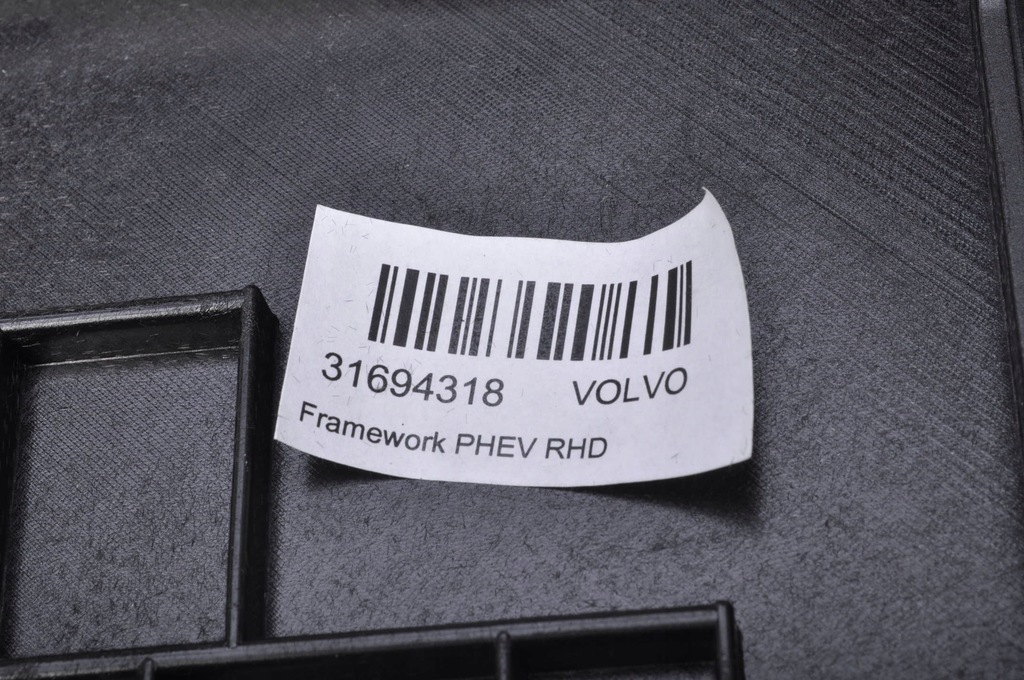 31694318 VOLVO
Framework PHEV RHD